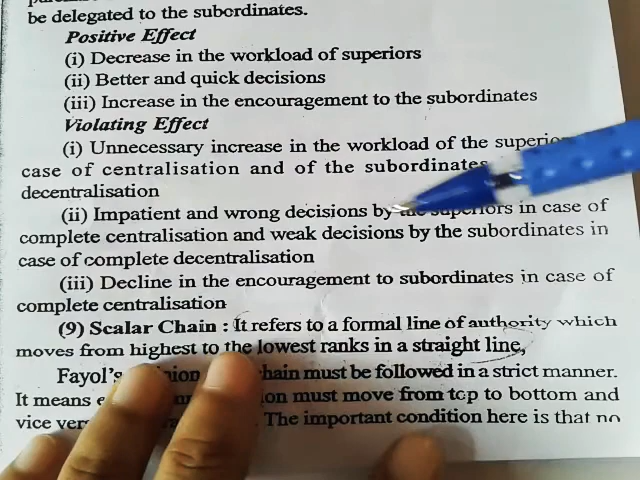 be delegated to the subordinates.
Positive Effect
(i) Decrease in the workload of superiors
(ii) Better and quick decisions
(iii) Increase in the encouragement to the subordinates
Violating Effect
(i) Unnecessary increase in the workload of the
case of centralisation and of the subordinates
decentralisation
(ii) Impatient and wrong decisions by the superiors in case of
complete centralisation and weak decisions by the subordinates in
case of complete decentralisation
(iii) Decline in the encouragement to subordinates in case of
complete centralisation
(9) Scalar Chain : It refers to a formal line of authority which
moves from highest to the lowest ranks in a straight line,
Fayol's chain must be followed in a strict manner.
It means must move from top to bottom and
vice The important condition here is that no